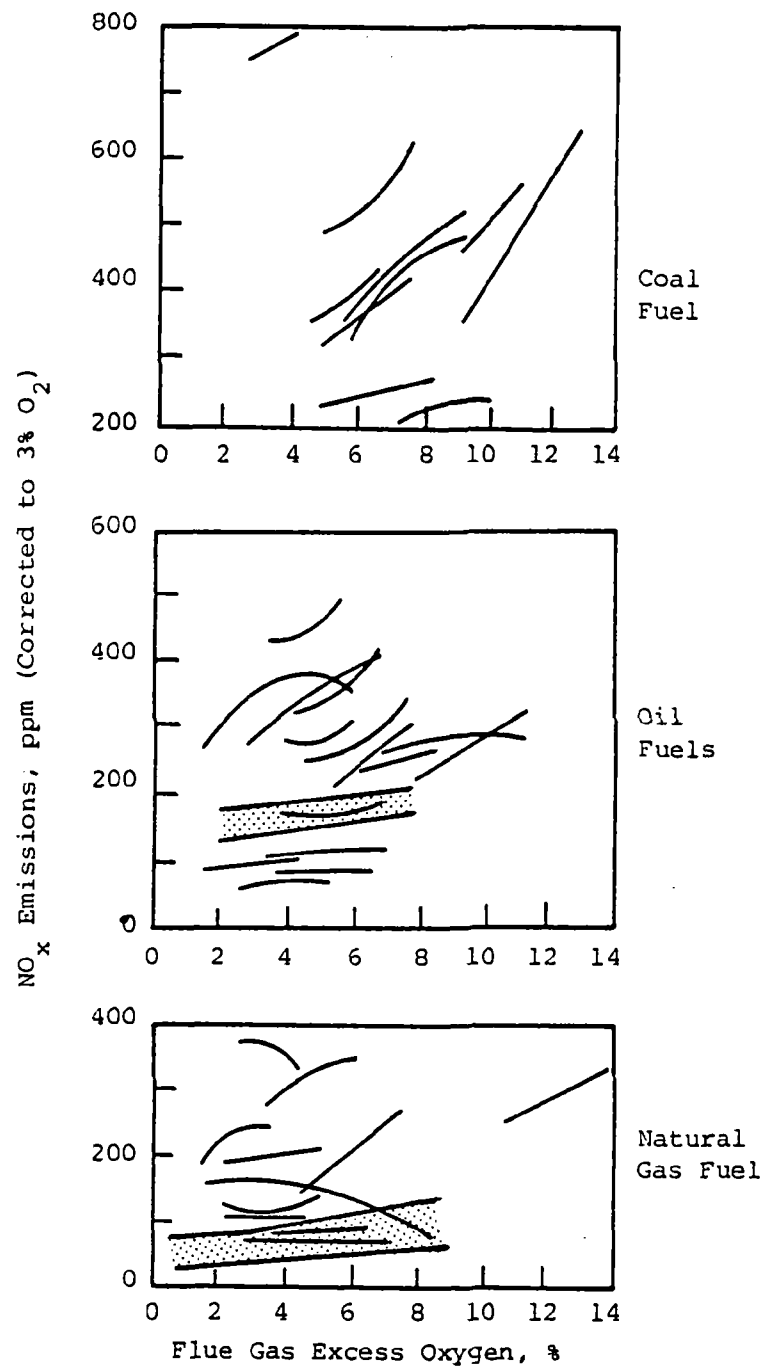 NOx Emissions, ppm (Corrected to 3% O2)
800
600
400
200
0 2 4 6 8 10 12 14
Coal
Fuel
600
400
200
0
0 2 4 6 8 10 12 14
Oil
Fuels
400
200
0
0 2 4 6 8 10 12 14
Natural
Gas Fuel
Flue Gas Excess Oxygen, %